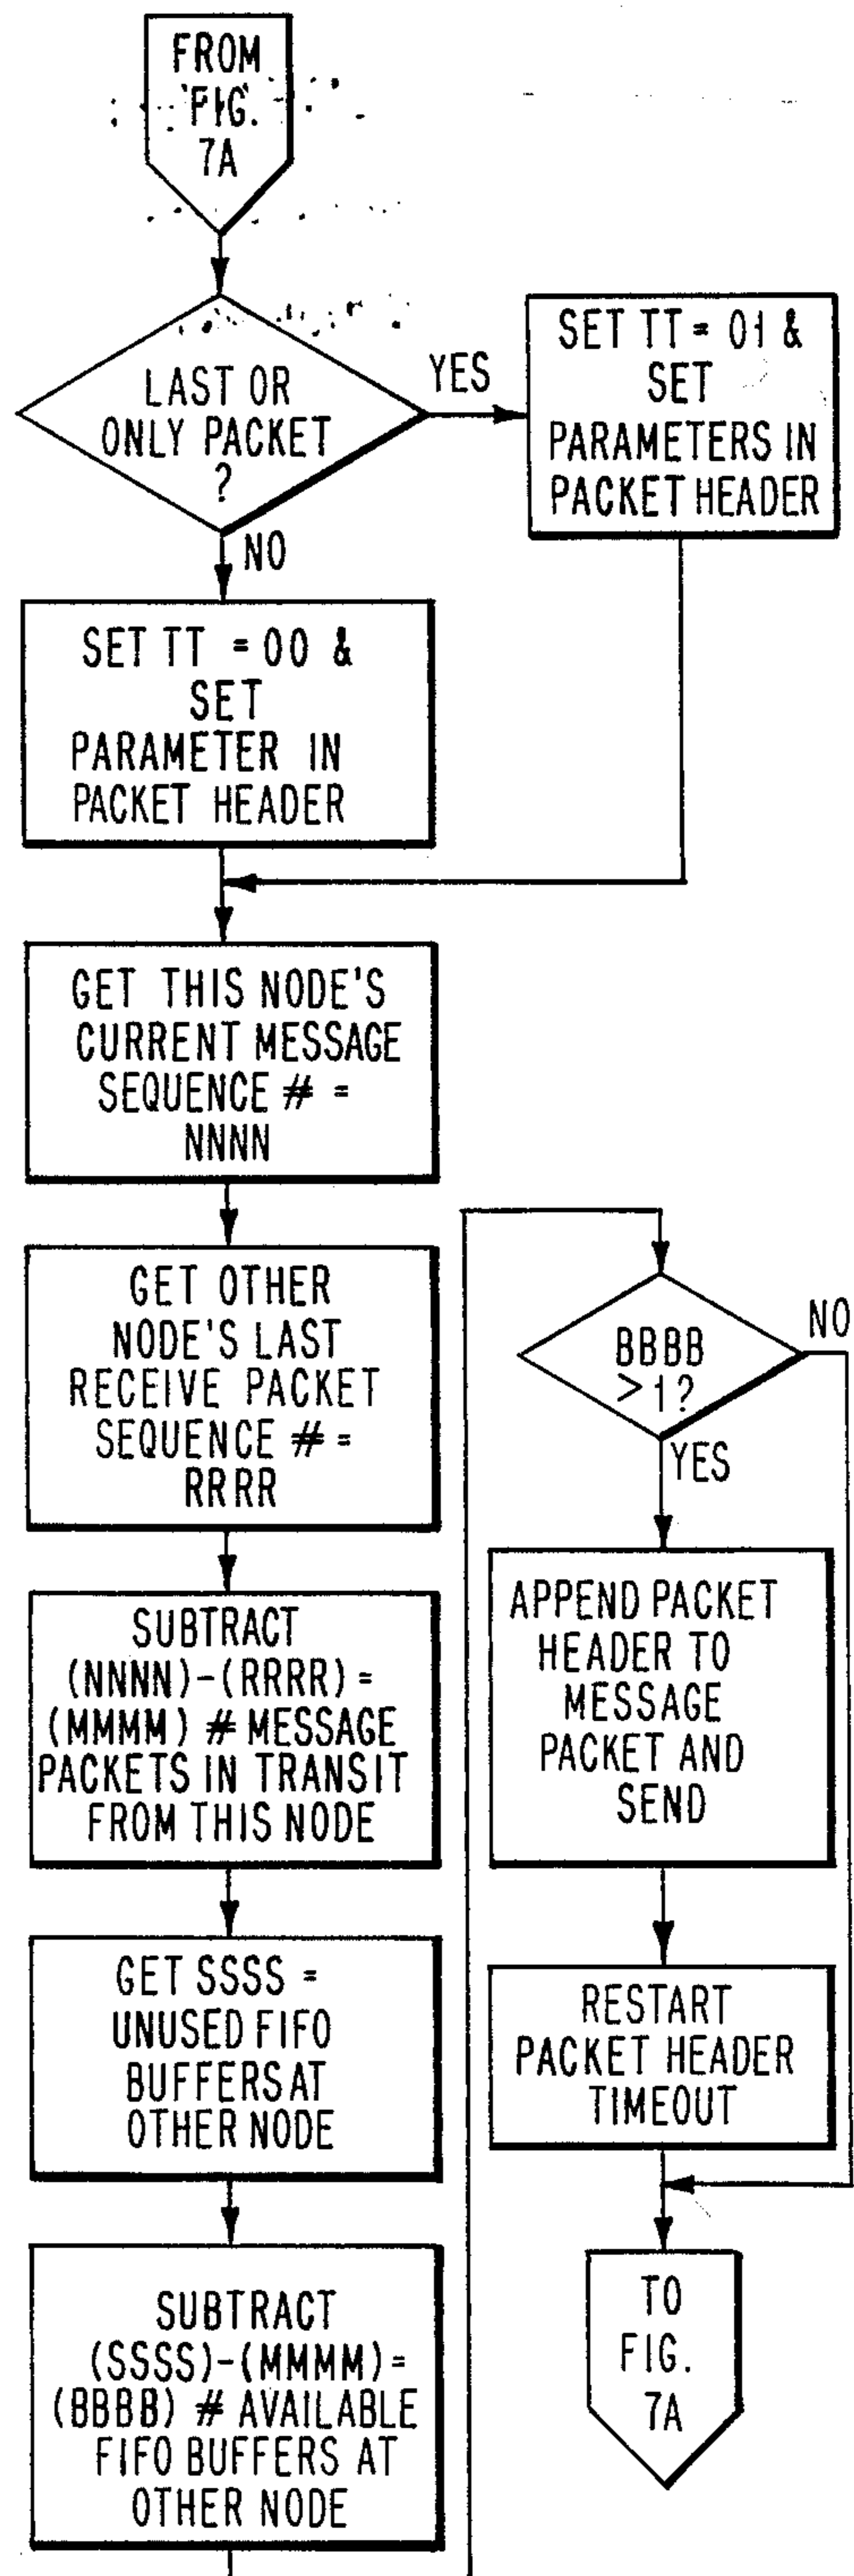 FROM
FIG.
7A
LAST OR
ONLY PACKET
?
YES
SET TT = 01 &
SET
PARAMETERS IN
PACKET HEADER
NO
SET TT = 00 &
SET
PARAMETER IN
PACKET HEADER
GET THIS NODE'S
CURRENT MESSAGE
SEQUENCE # =
NNNN
GET OTHER
NODE'S LAST
RECEIVE PACKET
SEQUENCE # =
RRRR
SUBTRACT
(NNNN)-(RRRR)=
(MMMM) # MESSAGE
PACKETS IN TRANSIT
FROM THIS NODE
GET SSSS =
UNUSED FIFO
BUFFERS AT
OTHER NODE
SUBTRACT
(SSSS)-(MMMM)=
(BBBB) # AVAILABLE
FIFO BUFFERS AT
OTHER NODE
BBBB
>1?
NO
YES
APPEND PACKET
HEADER TO
MESSAGE
PACKET AND
SEND
RESTART
PACKET HEADER
TIMEOUT
TO
FIG.
7A